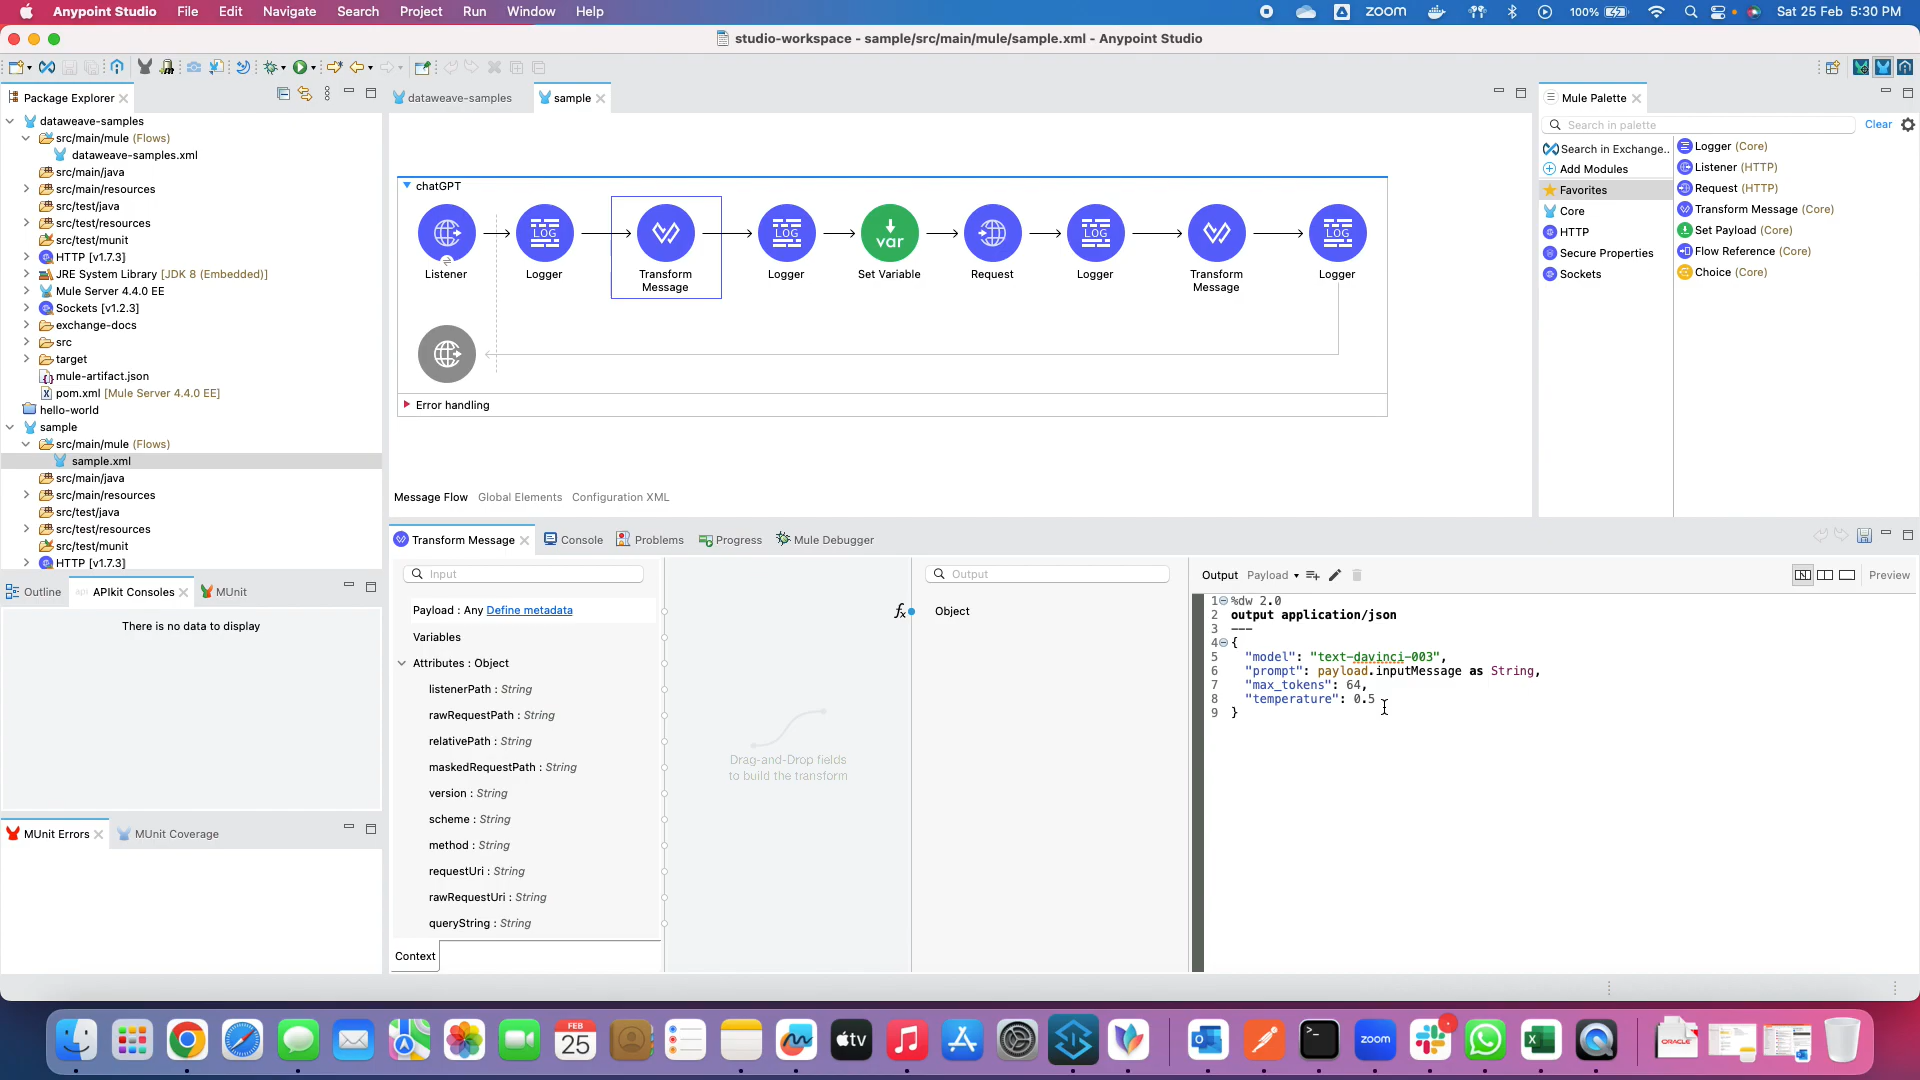 Anypoint Studio File Edit Navigate Search Project Run Window Help
zoom 100% Sat 25 Feb 5:30 PM
studio-workspace - sample/src/main/mule/sample.xml - Anypoint Studio
Package Explorer
dataweave-samples
src/main/mule (Flows)
dataweave-samples.xml
src/main/java
src/main/resources
src/test/java
src/test/resources
src/test/munit
HTTP [v1.7.3]
JRE System Library [JDK 8 (Embedded)]
Mule Server 4.4.0 EE
Sockets [v1.2.3]
exchange-docs
src
target
mule-artifact.json
pom.xml [Mule Server 4.4.0 EE]
hello-world
sample
src/main/mule (Flows)
sample.xml
src/main/java
src/main/resources
src/test/java
src/test/resources
src/test/munit
HTTP [v1.7.3]
Outline APIkit Consoles MUnit
There is no data to display
MUnit Errors MUnit Coverage
dataweave-samples sample
chatGPT
LOG LOG var LOG LOG
Listener Logger Transform Message Logger Set Variable Request Logger Transform Message Logger
Error handling
Message Flow Global Elements Configuration XML
Mule Palette
Search in palette Clear
Search in Exchange..
Add Modules
Favorites
Core
HTTP
Secure Properties
Sockets
Logger (Core)
Listener (HTTP)
Request (HTTP)
Transform Message (Core)
Set Payload (Core)
Flow Reference (Core)
Choice (Core)
Transform Message Console Problems Progress Mule Debugger
Input
Payload : Any Define metadata
Variables
Attributes : Object
listenerPath : String
rawRequestPath : String
relativePath : String
maskedRequestPath : String
version : String
scheme : String
method : String
requestUri : String
rawRequestUri : String
queryString : String
Context
Drag-and-Drop fields
to build the transform
Output
fx Object
Output Payload Preview
1 %dw 2.0
2 output application/json
3 ---
4 {
5 "model": "text-davinci-003",
6 "prompt": payload.inputMessage as String,
7 "max_tokens": 64,
8 "temperature": 0.5
9 }
FEB
25
tv
zoom
ORACLE